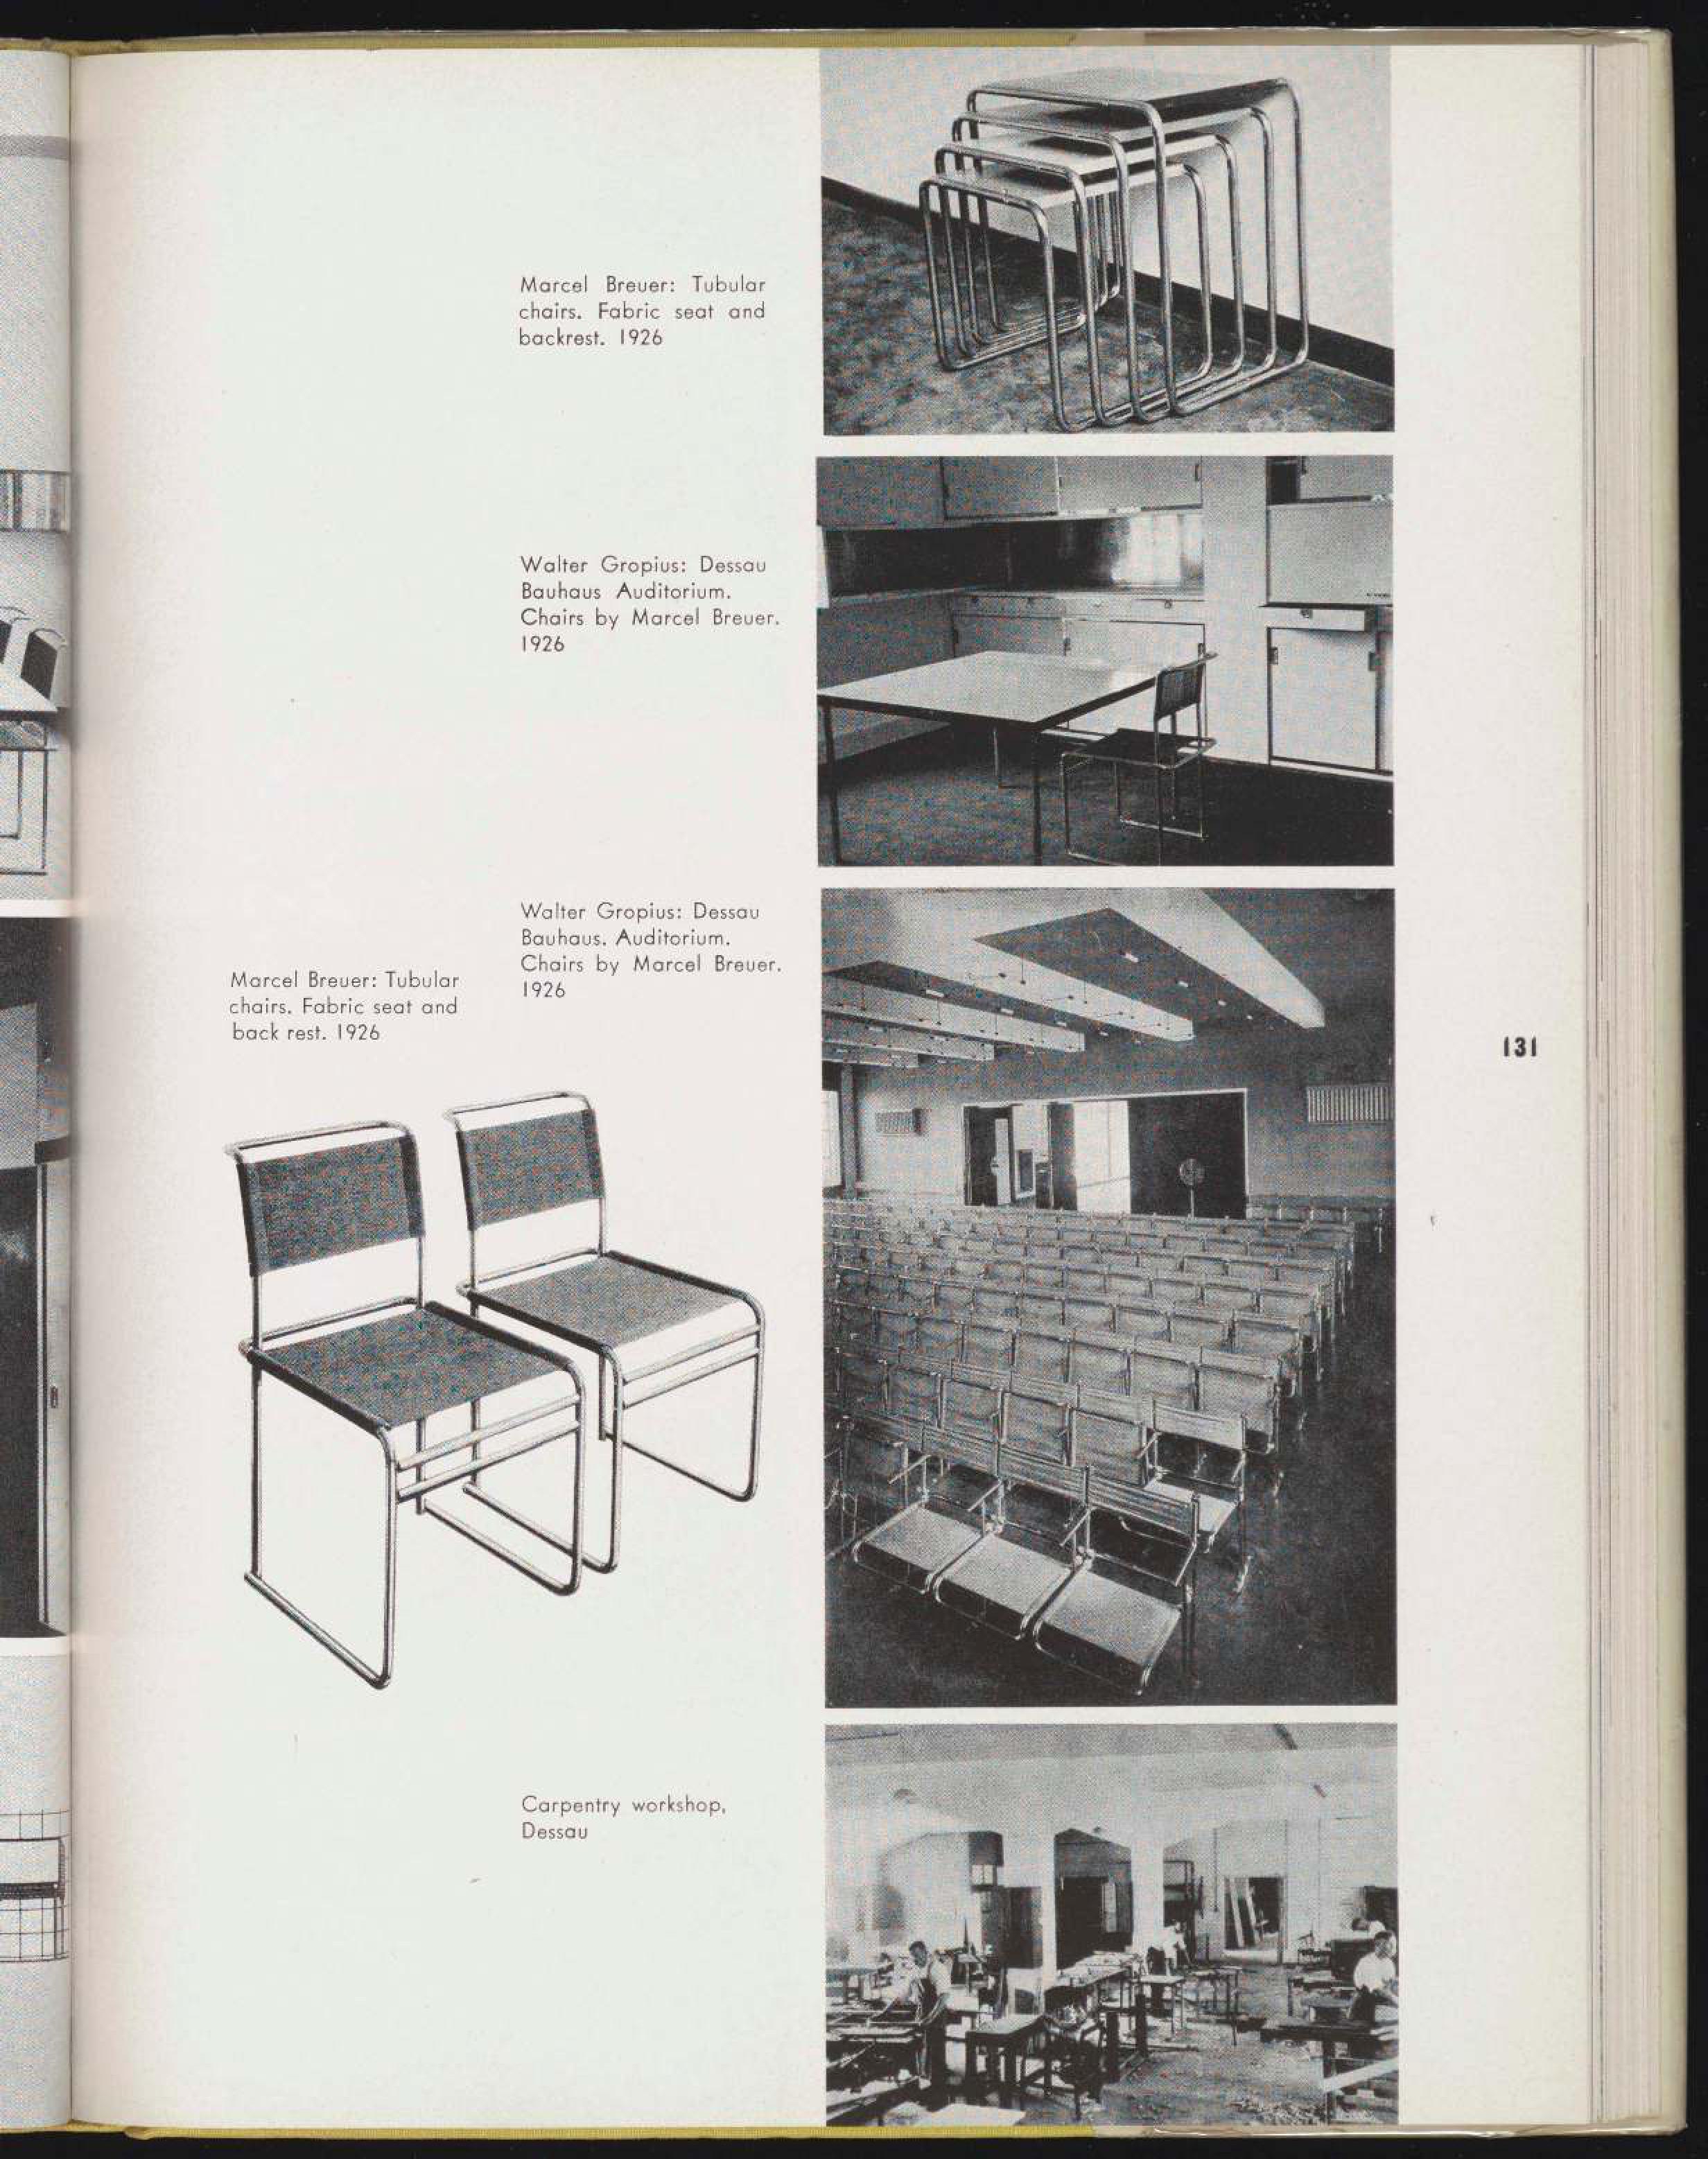 Marcel Breuer: Tubular
chairs. Fabric seat and
backrest. 1926
Walter Gropius: Dessau
Bauhaus Auditorium.
Chairs by Marcel Breuer.
1926
Walter Gropius: Dessau
Bauhaus. Auditorium.
Chairs by Marcel Breuer.
1926
Marcel Breuer: Tubular
chairs. Fabric seat and
back rest. 1926
131
Carpentry workshop,
Dessau